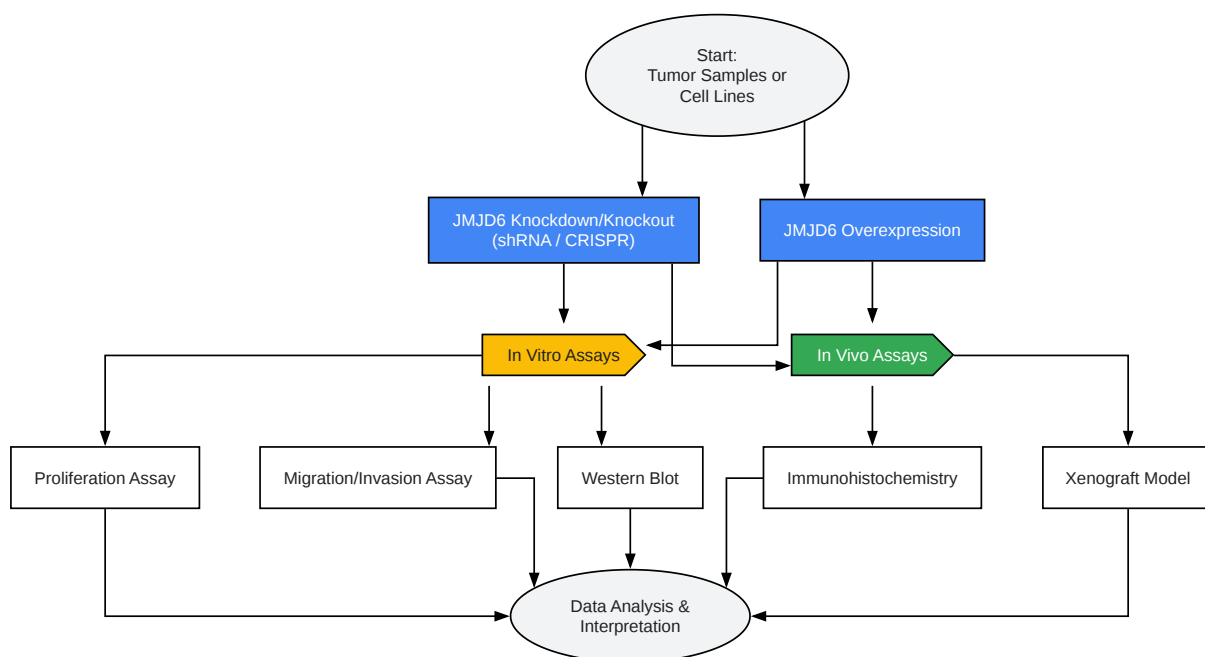 Start:
Tumor Samples or
Cell Lines
JMJD6 Knockdown/Knockout
(shRNA / CRISPR)
JMJD6 Overexpression
In Vitro Assays
In Vivo Assays
Proliferation Assay
Migration/Invasion Assay
Western Blot
Immunohistochemistry
Xenograft Model
Data Analysis &
Interpretation